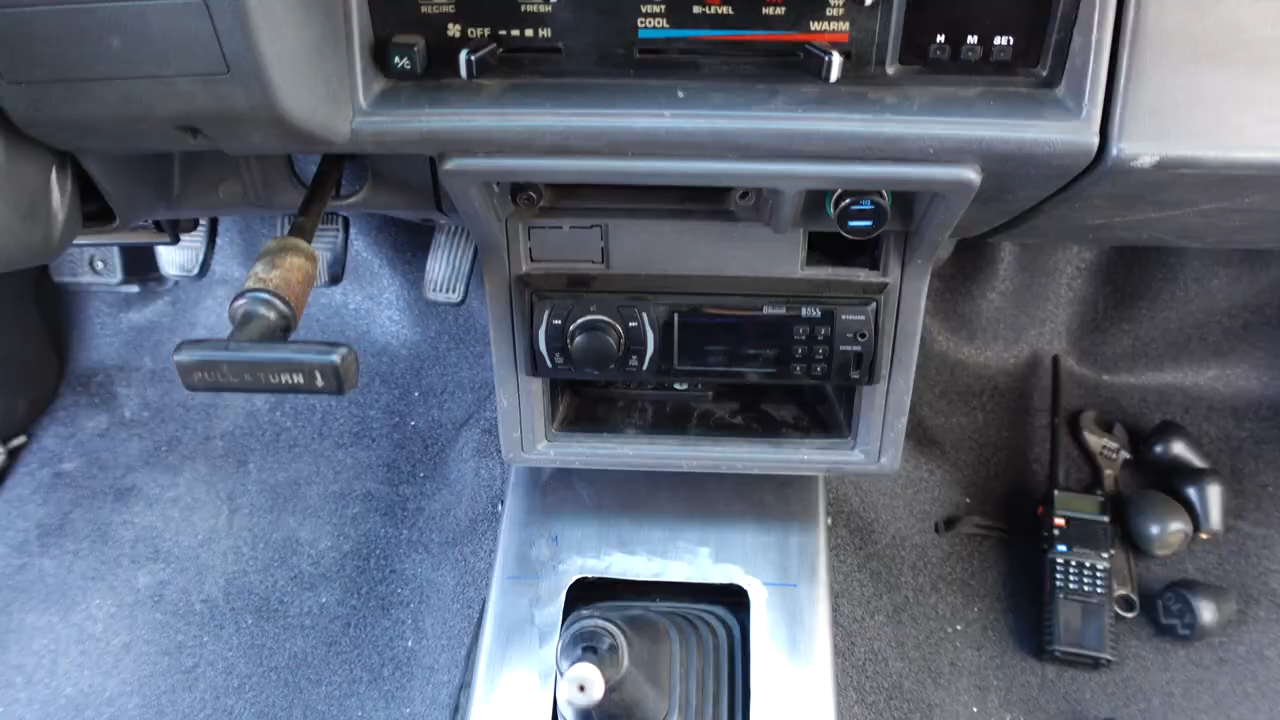 RECIRC
FRESH
VENT
BI-LEVEL
HEAT
DEF
OFF
HI
COOL
WARM
A/C
H
M
SET
PULL & TURN
BOSS